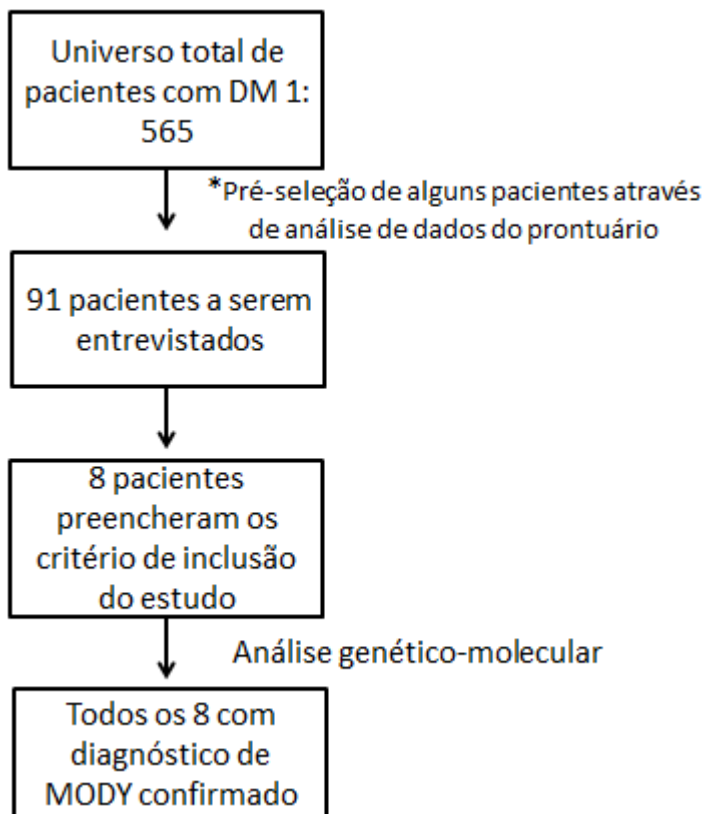 Universo total de
pacientes com DM 1:
565
*Pré-seleção de alguns pacientes através
de análise de dados do prontuário
91 pacientes a serem
entrevistados
8 pacientes
preencheram os
critério de inclusão
do estudo
Análise genético-molecular
Todos os 8 com
diagnóstico de
MODY confirmado